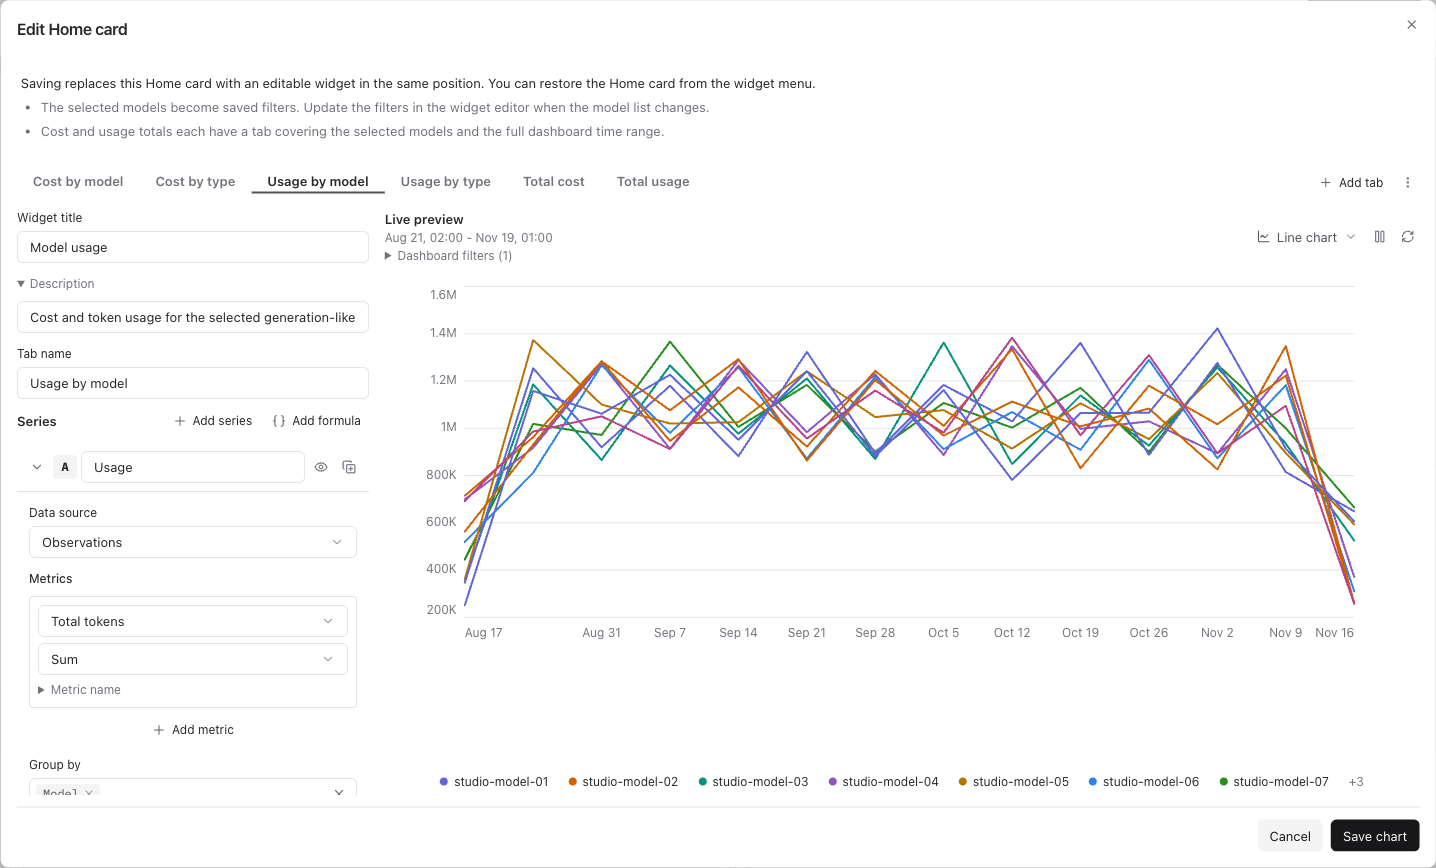 Edit Home card
Saving replaces this Home card with an editable widget in the same position. You can restore the Home card from the widget menu.
• The selected models become saved filters. Update the filters in the widget editor when the model list changes.
• Cost and usage totals each have a tab covering the selected models and the full dashboard time range.
Cost by model Cost by type Usage by model Usage by type Total cost Total usage
Add tab
Widget title
Model usage
Description
Cost and token usage for the selected generation-like
Tab name
Usage by model
Series
Add series
{ } Add formula
A
Usage
Data source
Observations
Metrics
Total tokens
Sum
Metric name
Add metric
Group by
Model
Live preview
Aug 21, 02:00 - Nov 19, 01:00
Dashboard filters (1)
Line chart
1.6M
1.4M
1.2M
1M
800K
600K
400K
200K
Aug 17 Aug 31 Sep 7 Sep 14 Sep 21 Sep 28 Oct 5 Oct 12 Oct 19 Oct 26 Nov 2 Nov 9 Nov 16
studio-model-01 studio-model-02 studio-model-03 studio-model-04 studio-model-05 studio-model-06 studio-model-07 +3
Cancel
Save chart